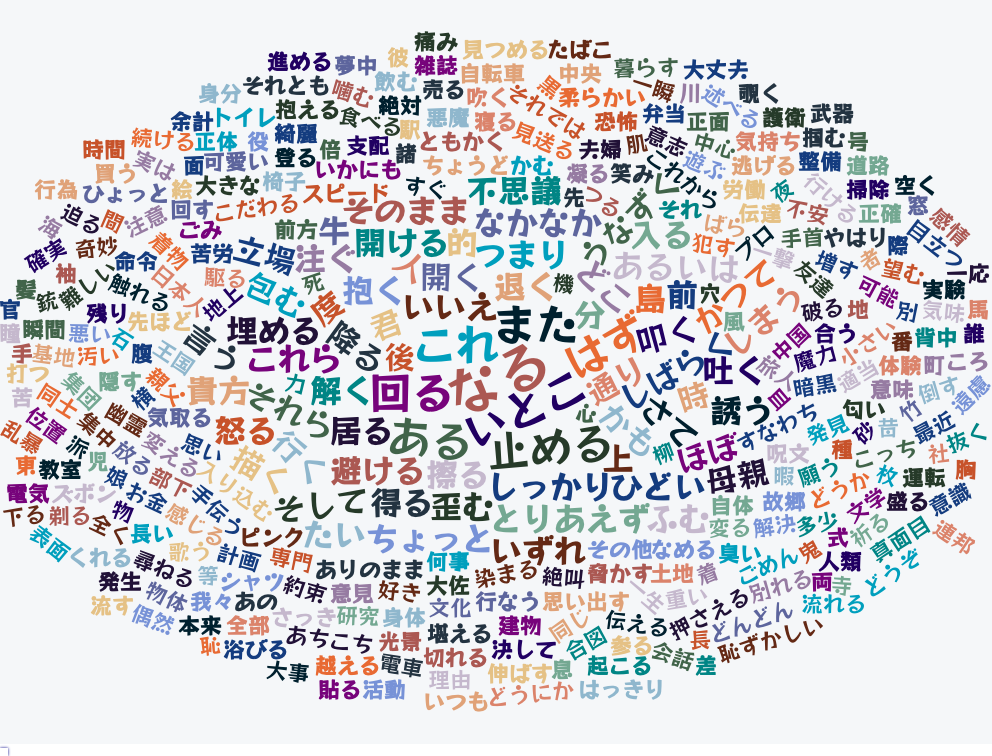 痛み
見つめる
たばこ
進める
夢中
彼
雑誌
自転車
中央
暮らす
大丈夫
身分
それとも
噛む
飲む
売る
吹く
それでは
黒
柔らかい
一瞬
川
述べる
覗く
余計
トイレ
抱える
食べる
絶対
悪魔
寝る
見送る
恐怖
弁当
正面
護衛
武器
時間
続ける
正体
役
綺麗
駅
ともかく
夫婦
肌
意志
中心
気持ち
掴む
号
買う
実は
面
可愛い
登る
倍
支配
諸
ちょうど
かむ
凝る
笑み
これから
遊ぶ
逃げる
整備
道路
行為
ひょっと
絵
大きな
椅子
いかにも
スピード
すぐ
不思議
先
つる
それ
労働
夜
行ける
掃除
空く
海
迫る
間
注意
回す
こだわる
そのまま
なかなか
入る
ばら
伝達
不安
正確
窓
感情
確実
奇妙
着物
ごみ
苦労
立場
前方
牛
注ぐ
開ける
的
つまり
あるいは
犯す
プロ
手首
やはり
際
目立つ
袖
命令
日本人
駆る
包む
死
度
抱く
開く
退く
機
島
前
穴
撃
友達
増す
者
望む
一応
髪
銃
難しい
触れる
地上
君
いいえ
また
分
風
しまう
破る
地
可能
別
実験
気味
馬
官
瞳
瞬間
残り
先ほど
言う
埋める
降る
これ
はず
叩く
中国
合う
番
背中
誰
手
基地
悪い
石
汚い
腹
王国
これら
後
なる
通り
しばらく
吐く
旅人
魔力
小さい
体験
町
ころ
打つ
苦
集団
隠す
横
親父
貴方
力
解く
回る
いとこ
時
皿
暗黒
適当
意味
倒す
遠慮
同士
位置
集中
幽霊
気取る
それら
心
かも
さて
誘う
匂い
竹
乱暴
派
変える
思い
怒る
行く
居る
ある
止める
上
柳
ほぼ
すなわち
発見
種
砂
昔
最近
社
抜く
東
教室
児
放る
娘
お金
部下
手伝う
入り込む
描く
避ける
擦る
しっかり
ひどい
母親
呪文
暇
願う
こっち
枚
運転
胸
電気
ズボン
物
感じる
そして
得る
歪む
とりあえず
ふむ
自体
故郷
どうか
文学
盛る
意識
下る
剃る
全く
長い
ピンク
たい
ちょっと
変る
解決
多少
式
祈る
真面目
連邦
表面
くれる
歌う
計画
専門
ありのまま
何事
いずれ
その他
なめる
臭い
ごめん
鬼
人類
どうぞ
発生
尋ねる
等
シャツ
約束
意見
好き
大佐
染まる
絶叫
脅かす
土地
着
重い
別れる
両
寺
流す
物体
我々
あの
さっき
研究
身体
文化
行なう
思い出す
伝える
押さえる
流れる
偶然
本来
全部
あちこち
光景
堪える
建物
同じ
参る
長
どんどん
恥
浴びる
切れる
決して
合図
会話
差
恥ずかしい
大事
越える
電車
理由
伸ばす
息
起こる
貼る
活動
いつも
どうにか
はっきり